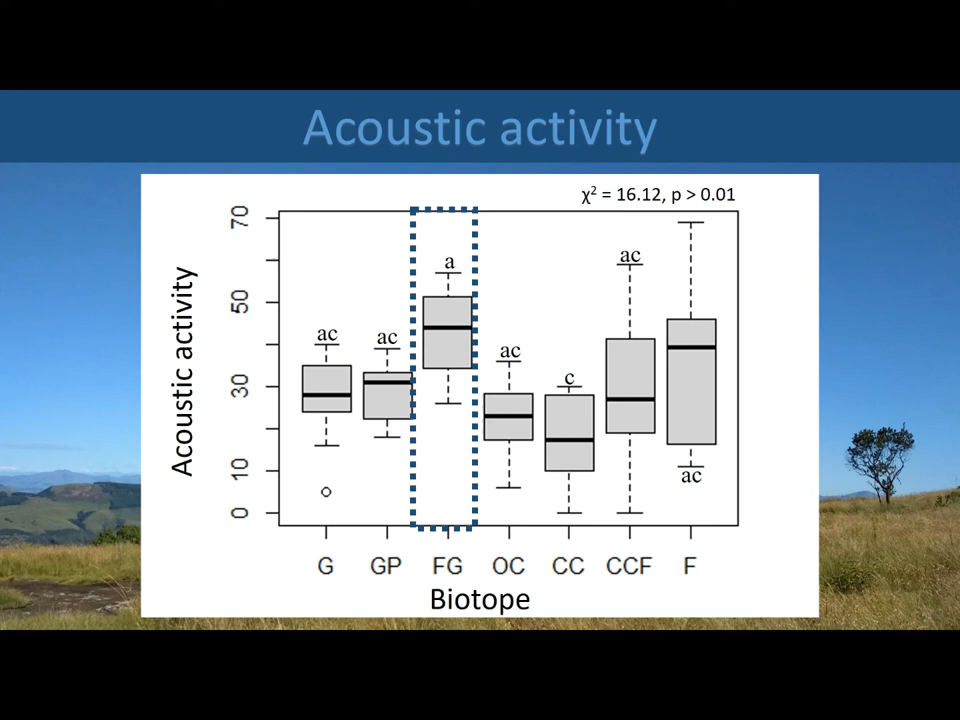 Acoustic activity
χ² = 16.12, p > 0.01
Acoustic activity
70
50
30
10
0
ac
ac
a
ac
c
ac
ac
G GP FG OC CC CCF F
Biotope